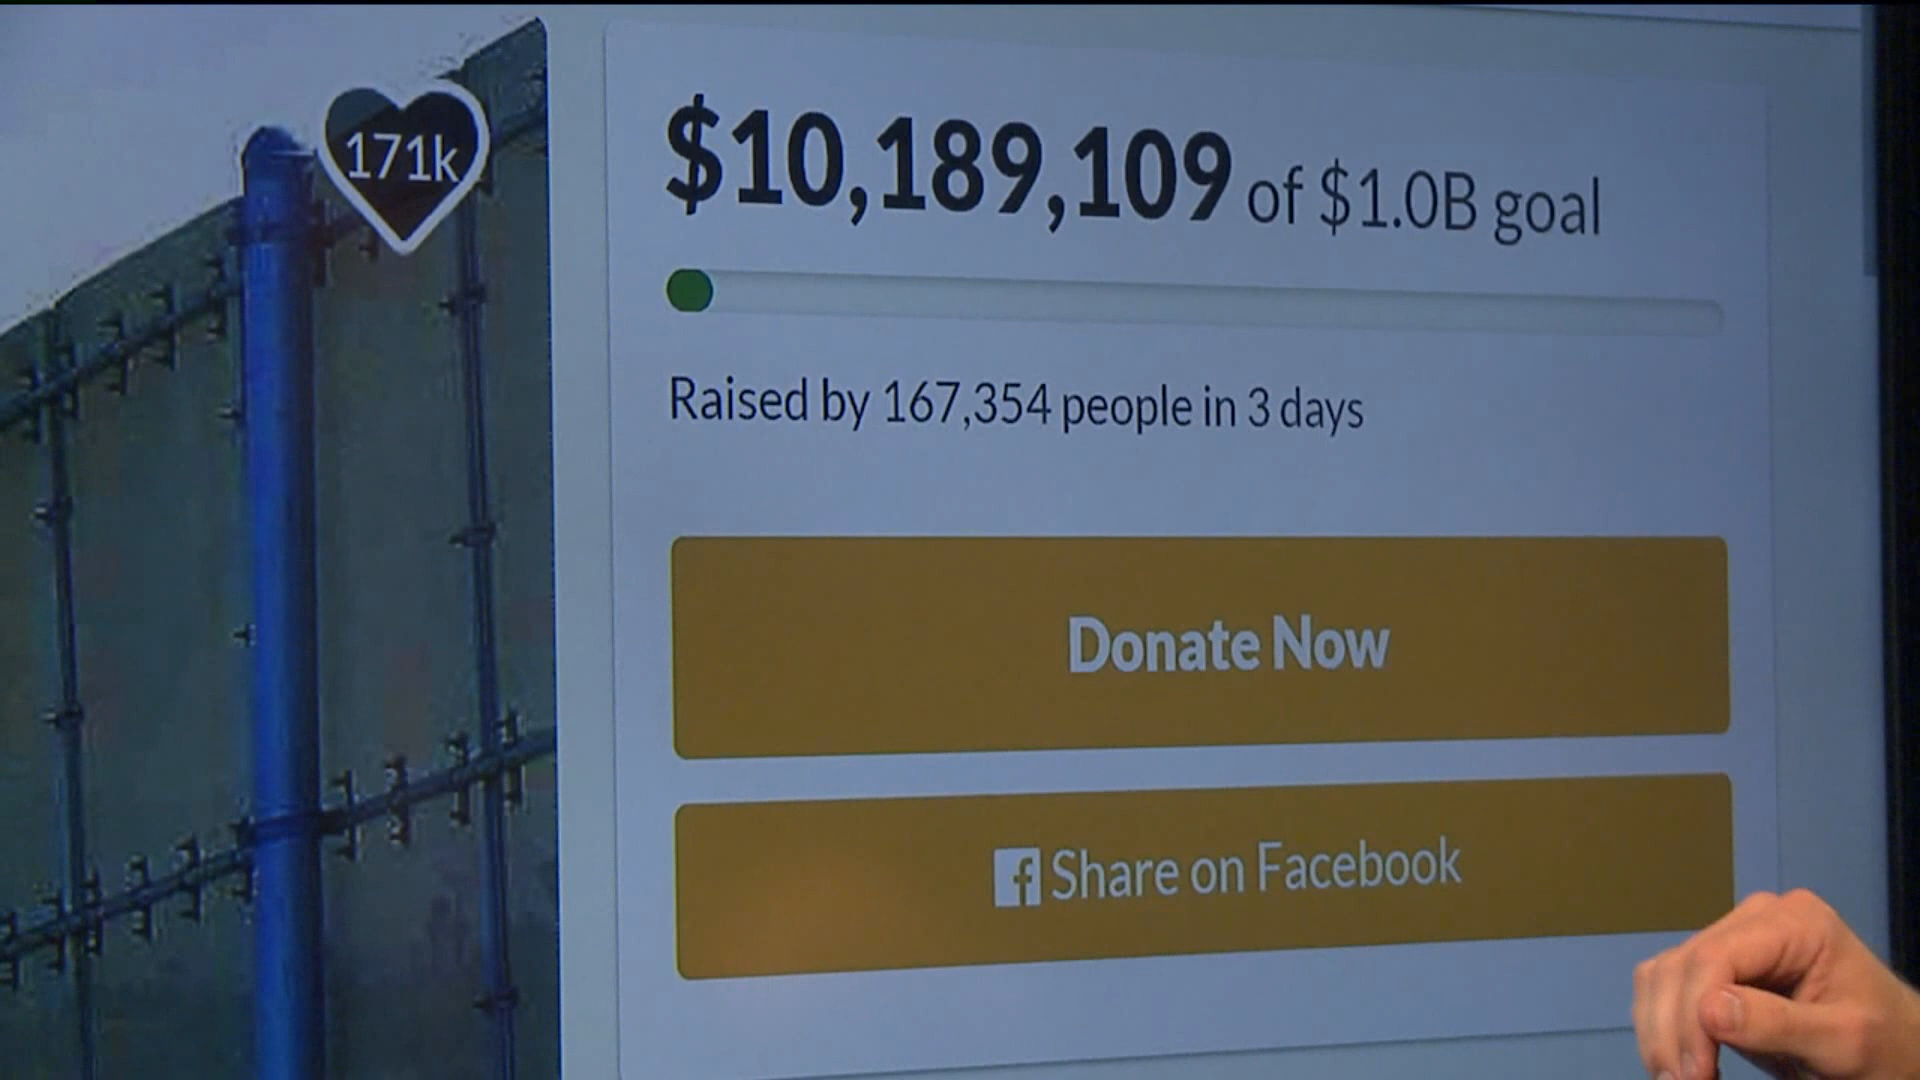 171k
$10,189,109 of $1.0B goal
Raised by 167,354 people in 3 days
Donate Now
Share on Facebook